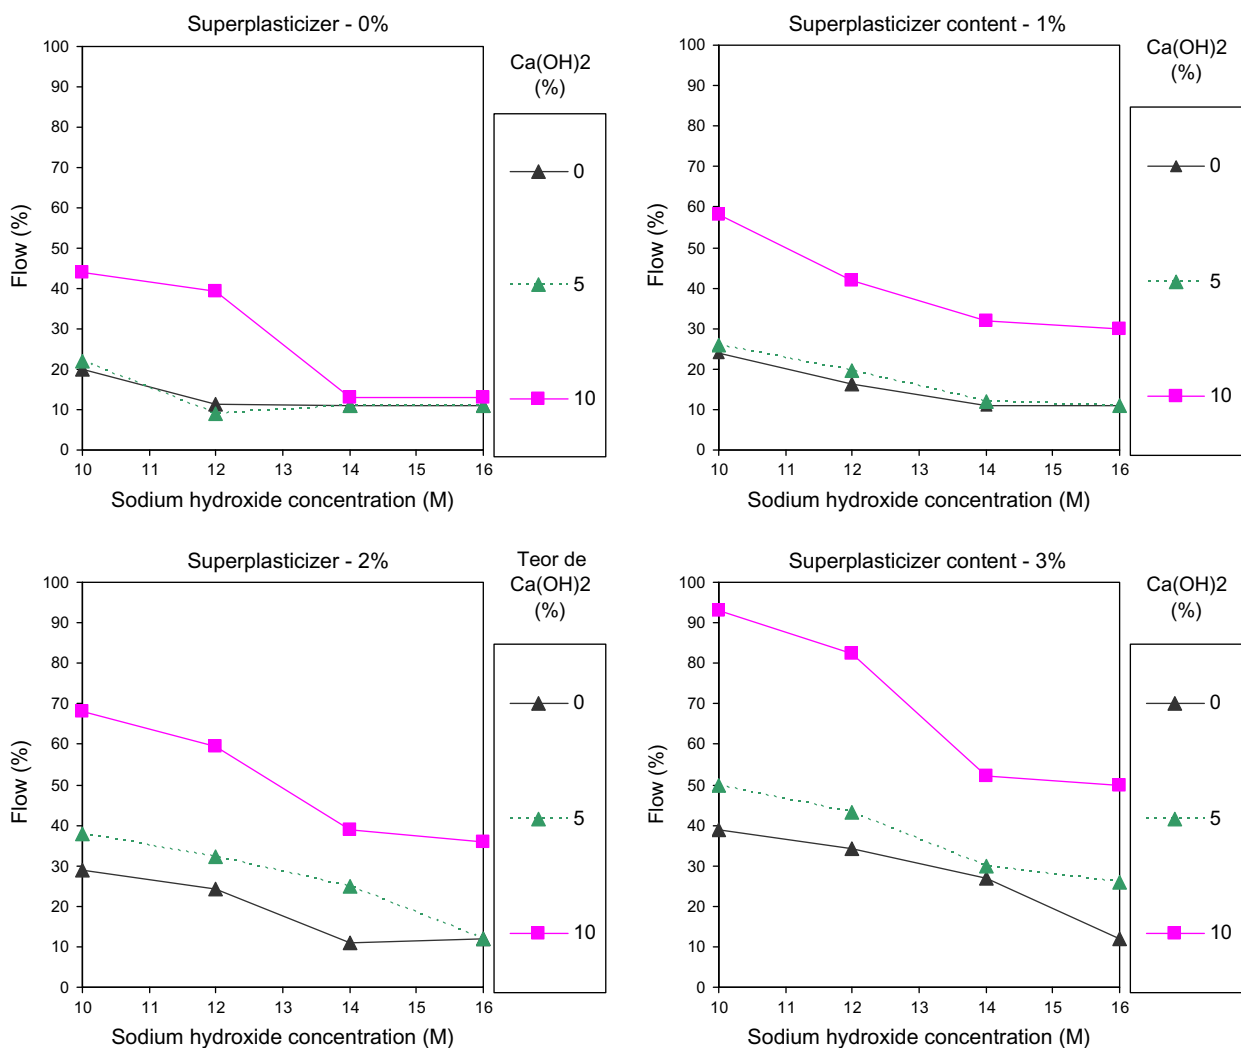 Superplasticizer - 0%
Ca(OH)2
(%)
100
90
80
70
60
50
40
30
20
10
0
Flow (%)
10 11 12 13 14 15 16
Sodium hydroxide concentration (M)
0
5
10
Superplasticizer content - 1%
Ca(OH)2
(%)
100
90
80
70
60
50
40
30
20
10
0
Flow (%)
10 11 12 13 14 15 16
Sodium hydroxide concentration (M)
0
5
10
Superplasticizer - 2%
Teor de
Ca(OH)2
(%)
100
90
80
70
60
50
40
30
20
10
0
Flow (%)
10 11 12 13 14 15 16
Sodium hydroxide concentration (M)
0
5
10
Superplasticizer content - 3%
Ca(OH)2
(%)
100
90
80
70
60
50
40
30
20
10
0
Flow (%)
10 11 12 13 14 15 16
Sodium hydroxide concentration (M)
0
5
10